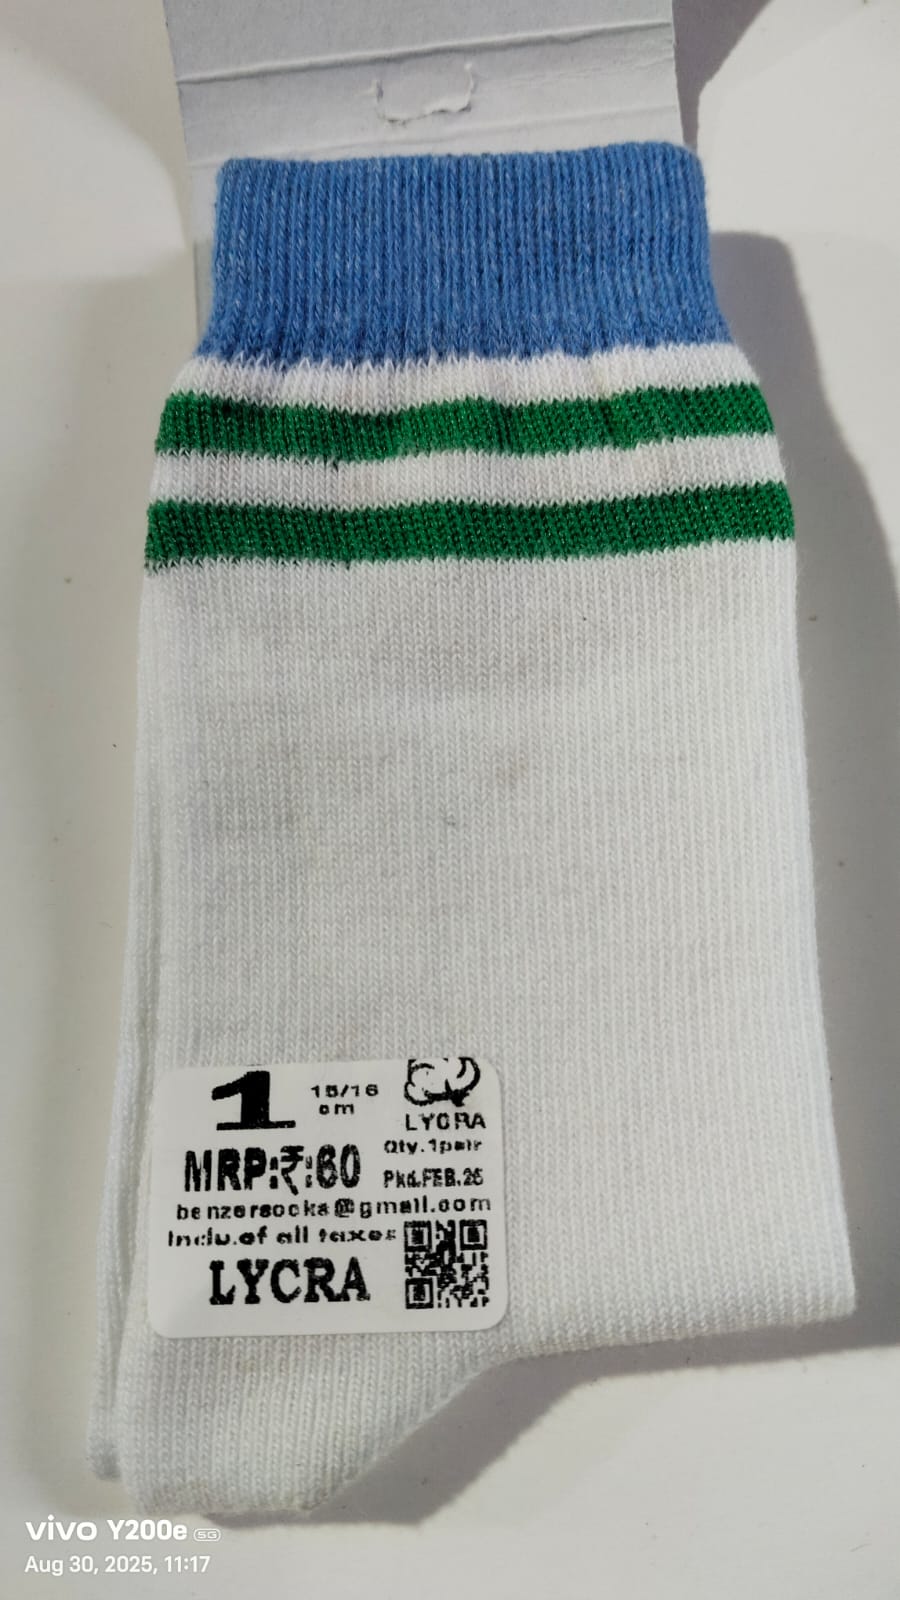 1 15/16 cm
LYCRA
Qty.1pair
MRP:₹:60 Pkd.FEB.25
benzersocks@gmail.com
Inclu.of all taxes
LYCRA
vivo Y200e 5G
Aug 30, 2025, 11:17